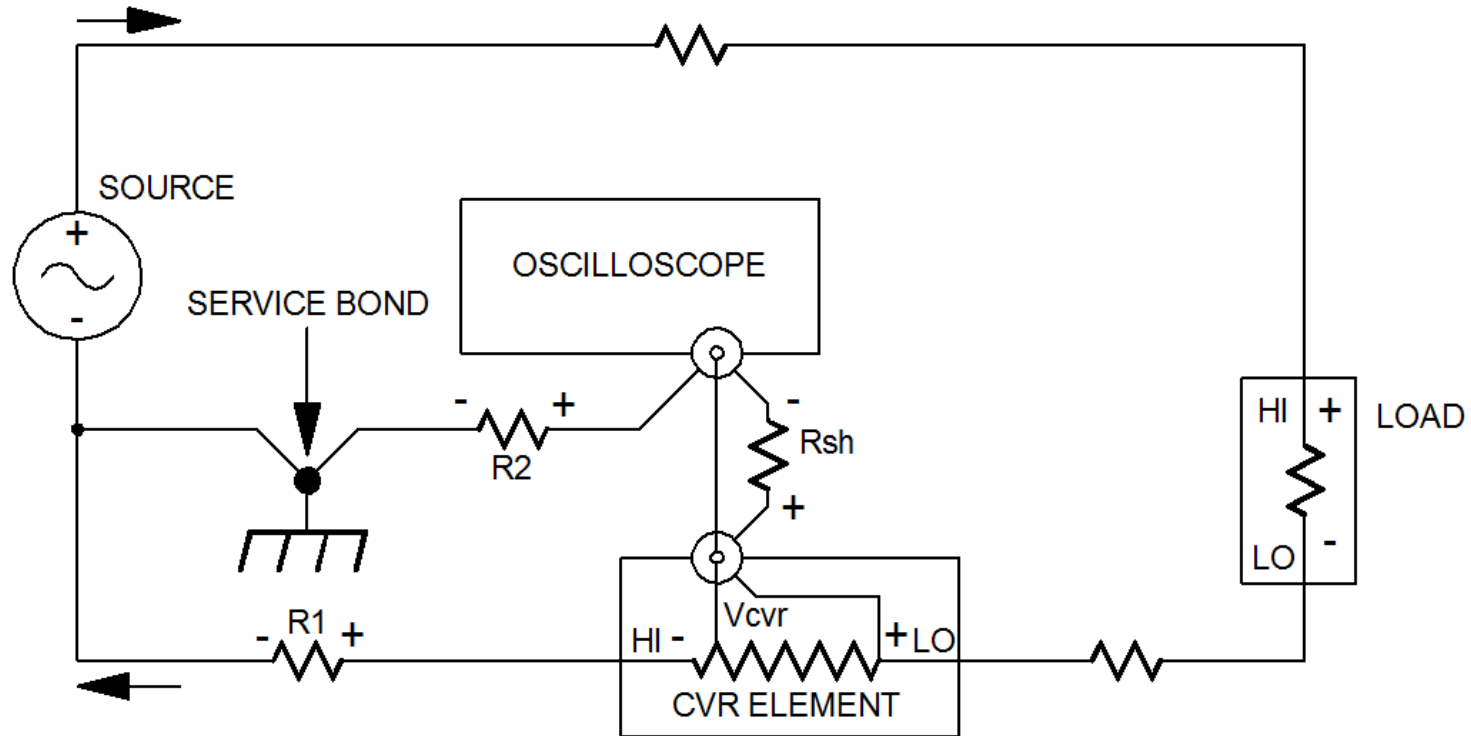 SOURCE
+
-
SERVICE BOND
OSCILLOSCOPE
- R2 +
-
Rsh
+
HI +
LO -
LOAD
- R1 +
Vcvr
HI - + LO
CVR ELEMENT